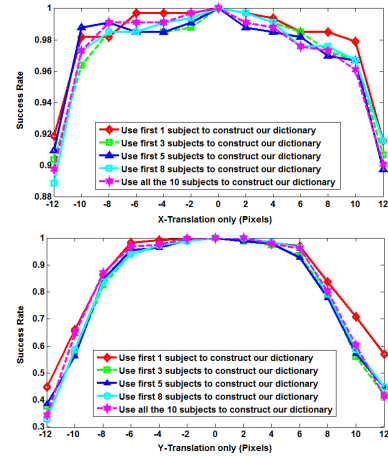 1
0.98
0.96
0.94
0.92
0.9
0.88
Success Rate
Use first 1 subject to construct our dictionary
Use first 3 subject to construct our dictionary
Use first 5 subject to construct our dictionary
Use first 8 subject to construct our dictionary
Use all the 10 subjects to construct our dictionary
-12 -10 -8 -6 -4 -2 0 2 4 6 8 10 12
X-Translation only (Pixels)
1
0.9
0.8
0.7
0.6
0.5
0.4
0.3
Success Rate
Use first 1 subject to construct our dictionary
Use first 3 subject to construct our dictionary
Use first 5 subject to construct our dictionary
Use first 8 subject to construct our dictionary
Use all the 10 subjects to construct our dictionary
-12 -10 -8 -6 -4 -2 0 2 4 6 8 10 12
Y-Translation only (Pixels)